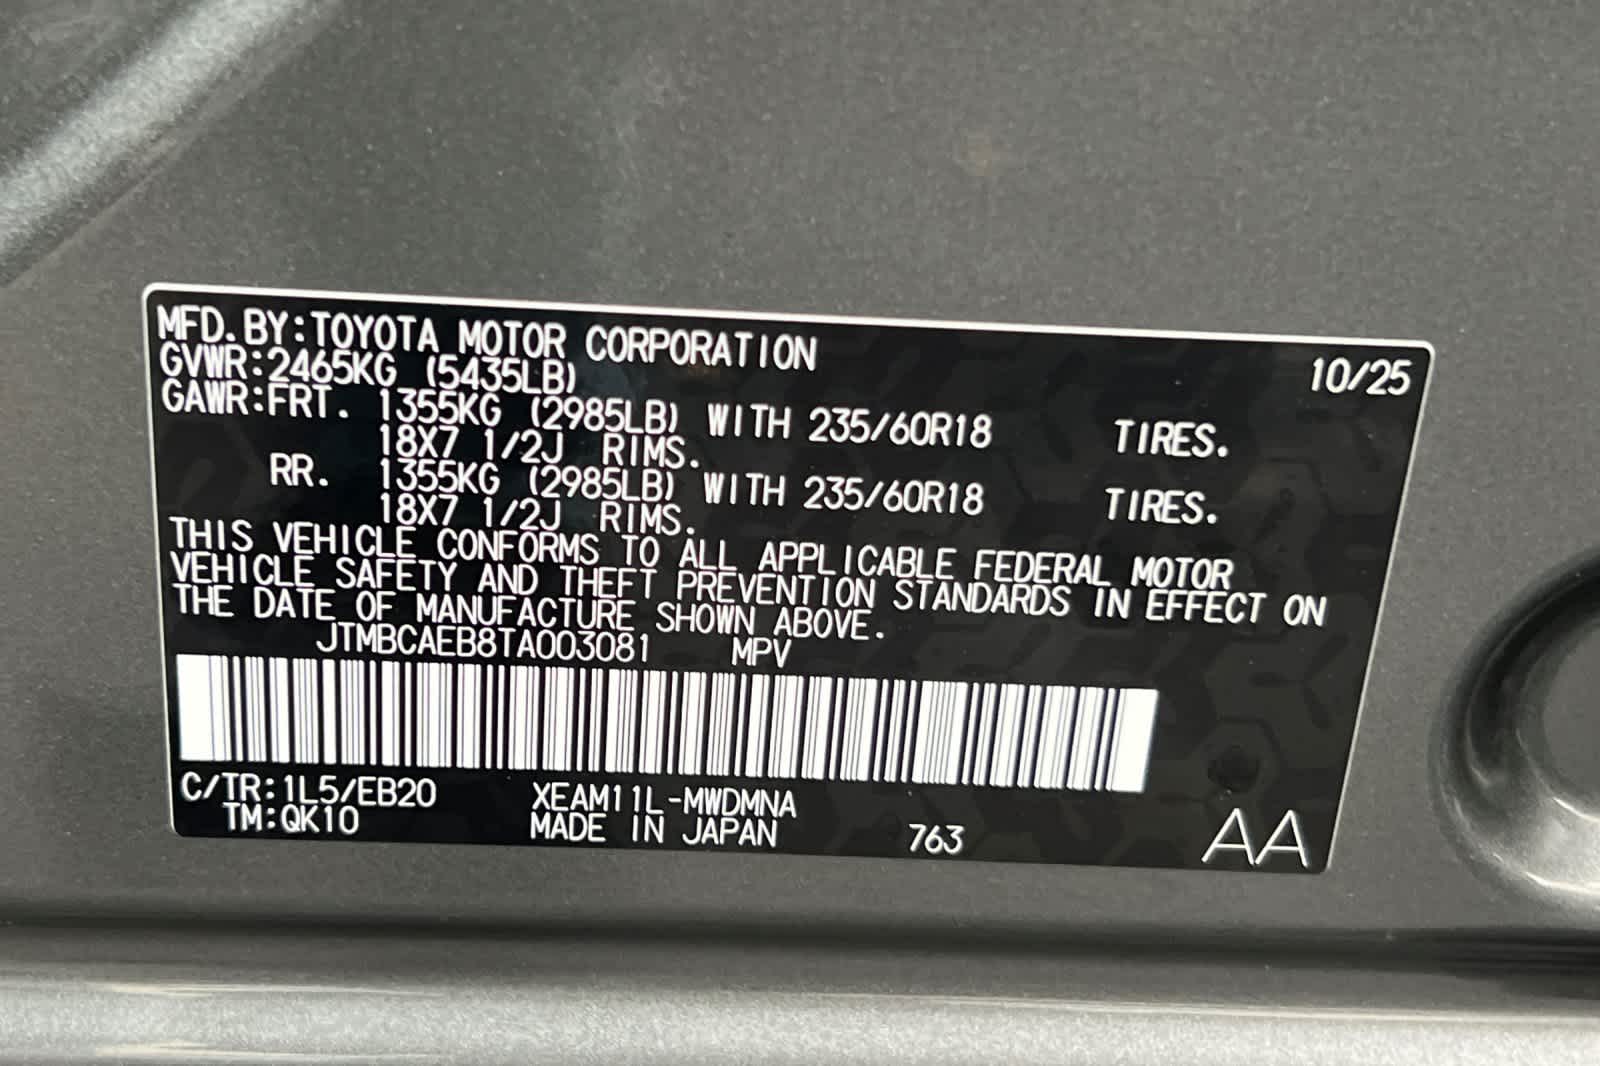 MFD.BY:TOYOTA MOTOR CORPORATION 10/25
GVWR:2465KG (5435LB)
GAWR:FRT. 1355KG (2985LB) WITH 235/60R18 TIRES.
18X7 1/2J RIMS.
RR. 1355KG (2985LB) WITH 235/60R18 TIRES.
18X7 1/2J RIMS.
THIS VEHICLE CONFORMS TO ALL APPLICABLE FEDERAL MOTOR
VEHICLE SAFETY AND THEFT PREVENTION STANDARDS IN EFFECT ON
THE DATE OF MANUFACTURE SHOWN ABOVE.
JTMBCAEB8TA003081 MPV
C/TR:1L5/EB20 XEAM11L-MWDMNA
TM:QK10 MADE IN JAPAN 763 AA